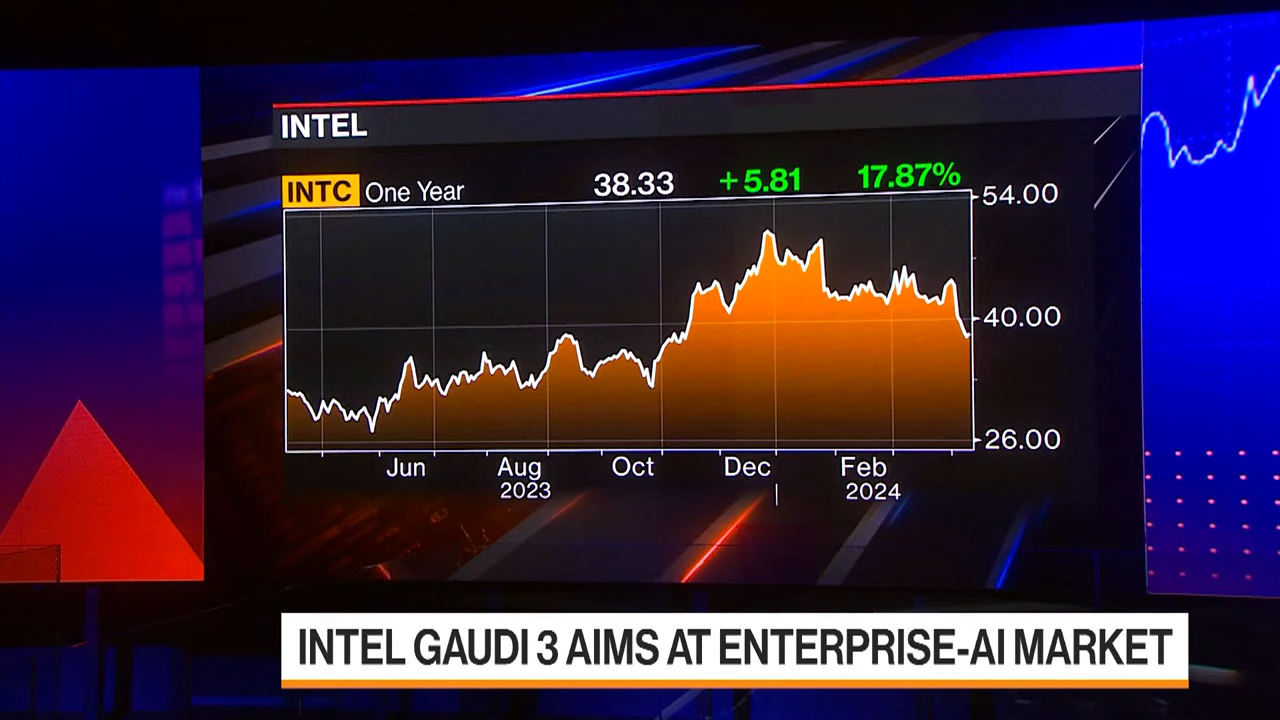 INTEL
INTC One Year 38.33 +5.81 17.87%
54.00
40.00
26.00
Jun Aug Oct Dec Feb
2023 2024
INTEL GAUDI 3 AIMS AT ENTERPRISE-AI MARKET